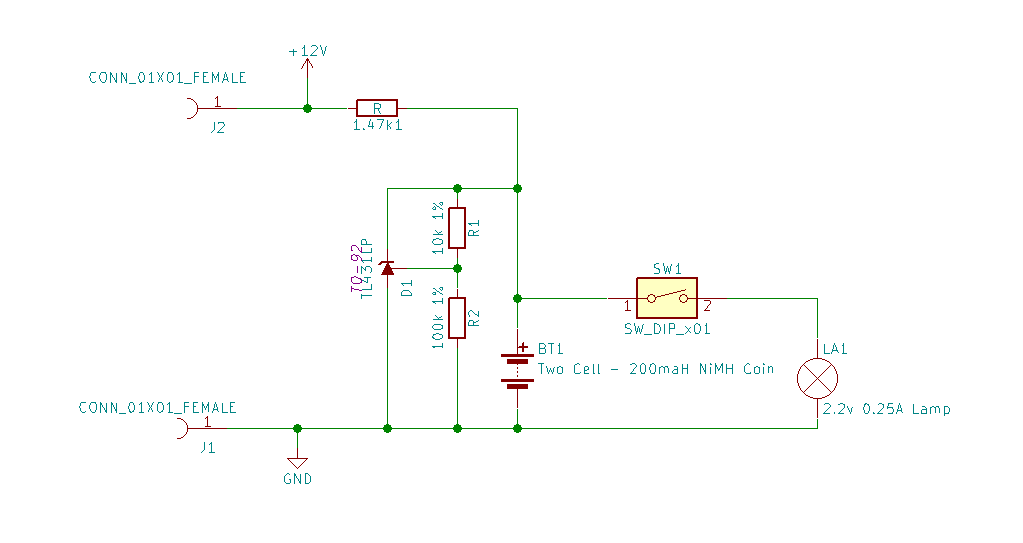 +12V
CONN_01X01_FEMALE
1
J2
R
1.47k1
10k 1%
R1
TO-92
TL431LP
D1
100k 1%
R2
SW1
1
2
SW_DIP_x01
BT1
Two Cell - 200maH NiMH Coin
LA1
2.2v 0.25A Lamp
CONN_01X01_FEMALE
1
J1
GND